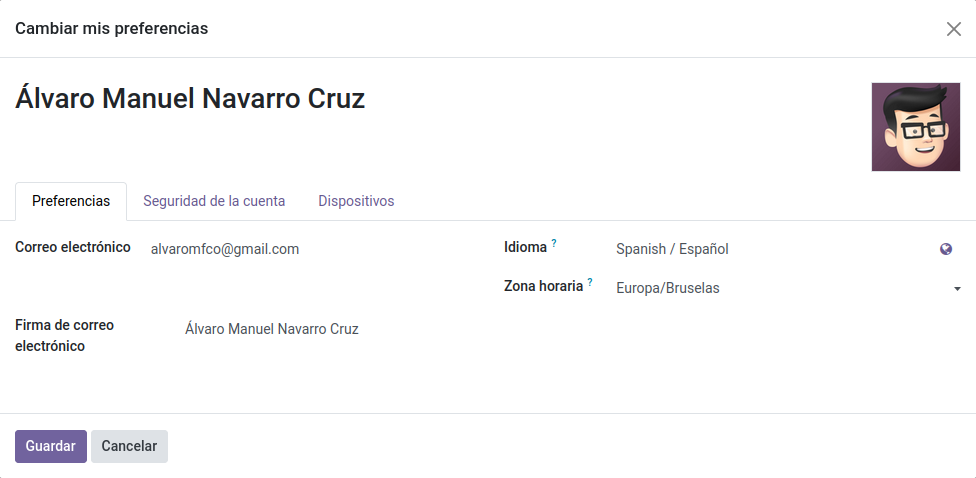 Cambiar mis preferencias
Álvaro Manuel Navarro Cruz
Preferencias Seguridad de la cuenta Dispositivos
Correo electrónico alvaromfco@gmail.com
Idioma ? Spanish / Español
Zona horaria ? Europa/Bruselas
Firma de correo
electrónico
Álvaro Manuel Navarro Cruz
Guardar Cancelar